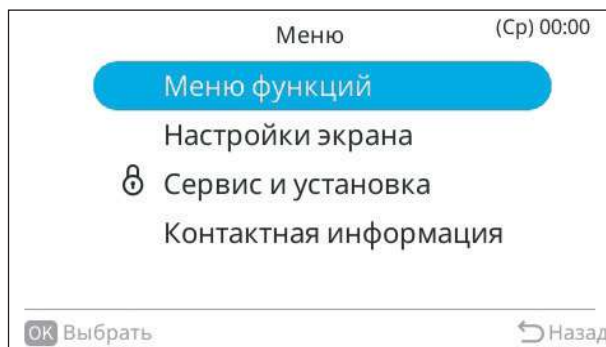 Меню (Ср) 00:00
Меню функций
Настройки экрана
Сервис и установка
Контактная информация
OK Выбрать Назад